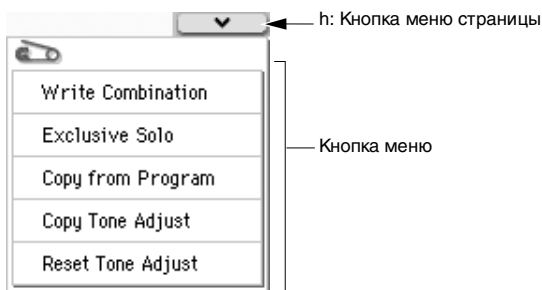 h: Кнопка меню страницы
Write Combination
Exclusive Solo
Кнопка меню
Copy from Program
Copy Tone Adjust
Reset Tone Adjust